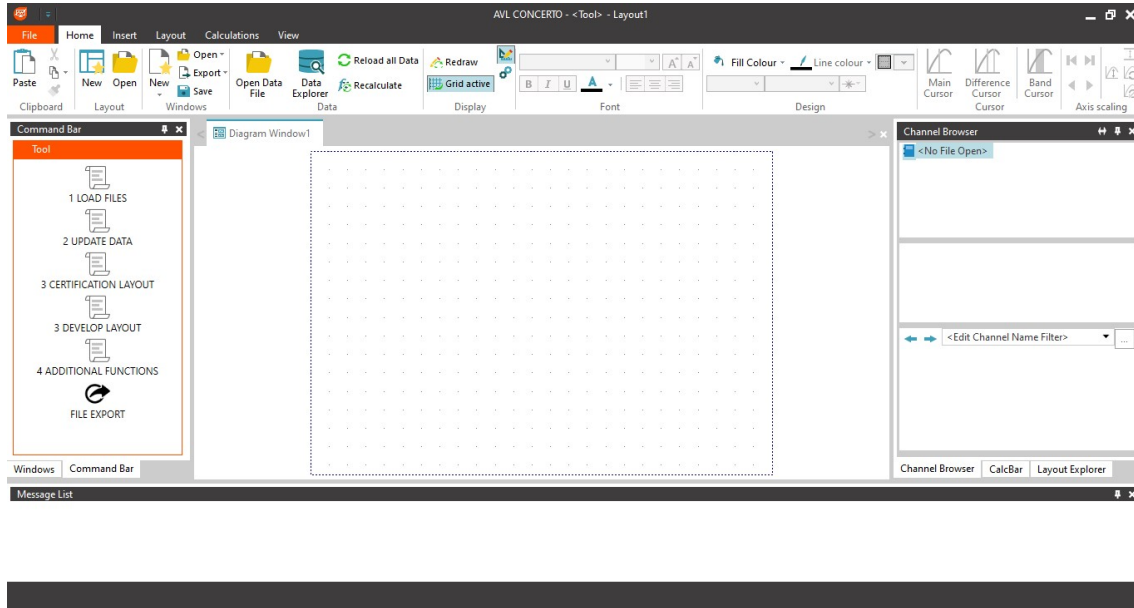 AVL CONCERTO - <Tool> - Layout1
File Home Insert Layout Calculations View
Paste
Clipboard
New Open
Layout
New
Open
Export
Save
Windows
Open Data File
Data Explorer
Reload all Data
Recalculate
Data
Redraw
Grid active
Display
B I U A A A
Font
Fill Colour Line colour
Design
Main Cursor
Difference Cursor
Band Cursor
Cursor
Axis scaling
Command Bar
Tool
1 LOAD FILES
2 UPDATE DATA
3 CERTIFICATION LAYOUT
3 DEVELOP LAYOUT
4 ADDITIONAL FUNCTIONS
FILE EXPORT
Windows Command Bar
Diagram Window1
Channel Browser
<No File Open>
<Edit Channel Name Filter>
...
Channel Browser CalcBar Layout Explorer
Message List